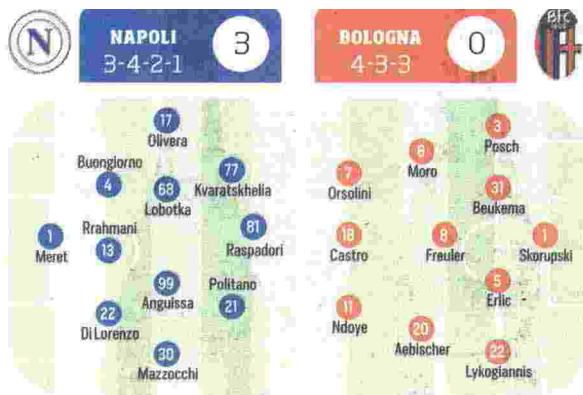 N
NAPOLI
3-4-2-1
3
BOLOGNA
4-3-3
0
BFC
1909
17
Olivera
Buongiorno
4
68
Lobotka
77
Kvaratskhelia
1
Meret
Rrahmani
13
81
Raspadori
99
Anguissa
Politano
21
22
Di Lorenzo
30
Mazzocchi
3
Posch
6
Moro
7
Orsolini
31
Beukema
18
Castro
8
Freuler
1
Skorupski
5
Erlic
11
Ndoye
20
Aebischer
22
Lykogiannis